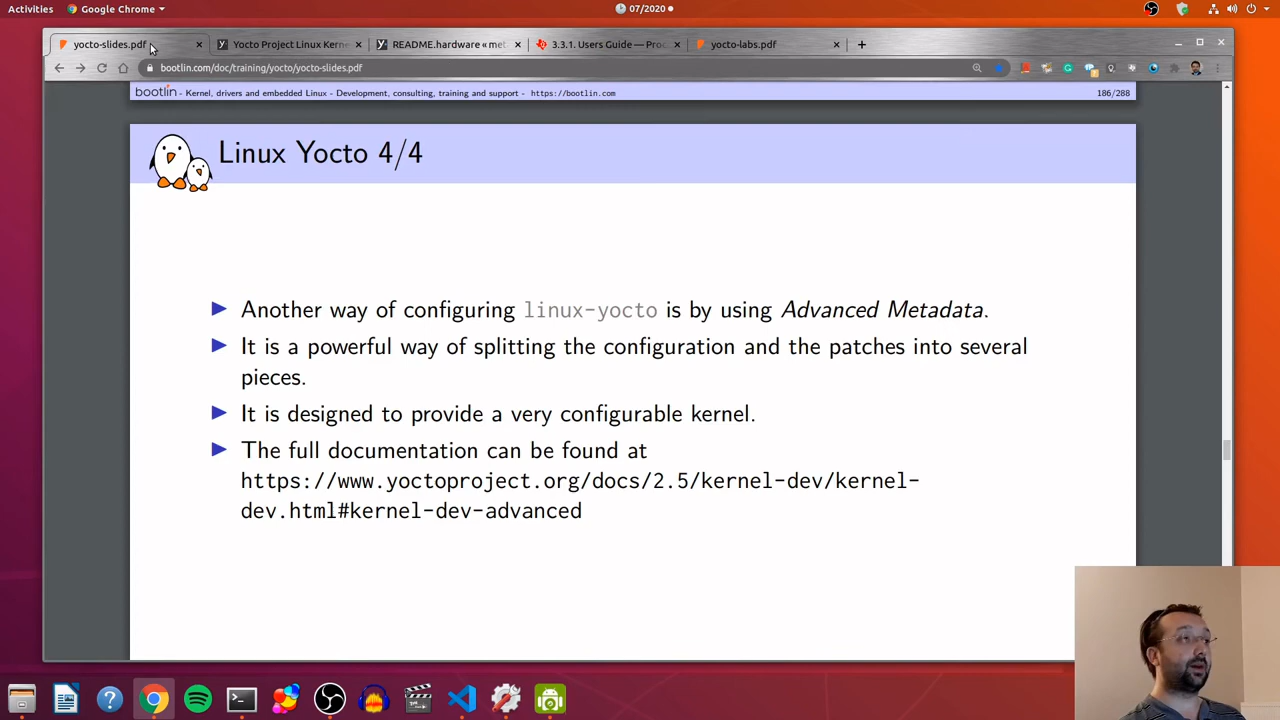 Activities Google Chrome 07/2020
yocto-slides.pdf Yocto Project Linux Kerne README.hardware « met 3.3.1. Users Guide — Proc yocto-labs.pdf
bootlin.com/doc/training/yocto/yocto-slides.pdf
bootlin - Kernel, drivers and embedded Linux - Development, consulting, training and support - https://bootlin.com 186/288
Linux Yocto 4/4
Another way of configuring linux-yocto is by using Advanced Metadata.
It is a powerful way of splitting the configuration and the patches into several
pieces.
It is designed to provide a very configurable kernel.
The full documentation can be found at
https://www.yoctoproject.org/docs/2.5/kernel-dev/kernel-
dev.html#kernel-dev-advanced